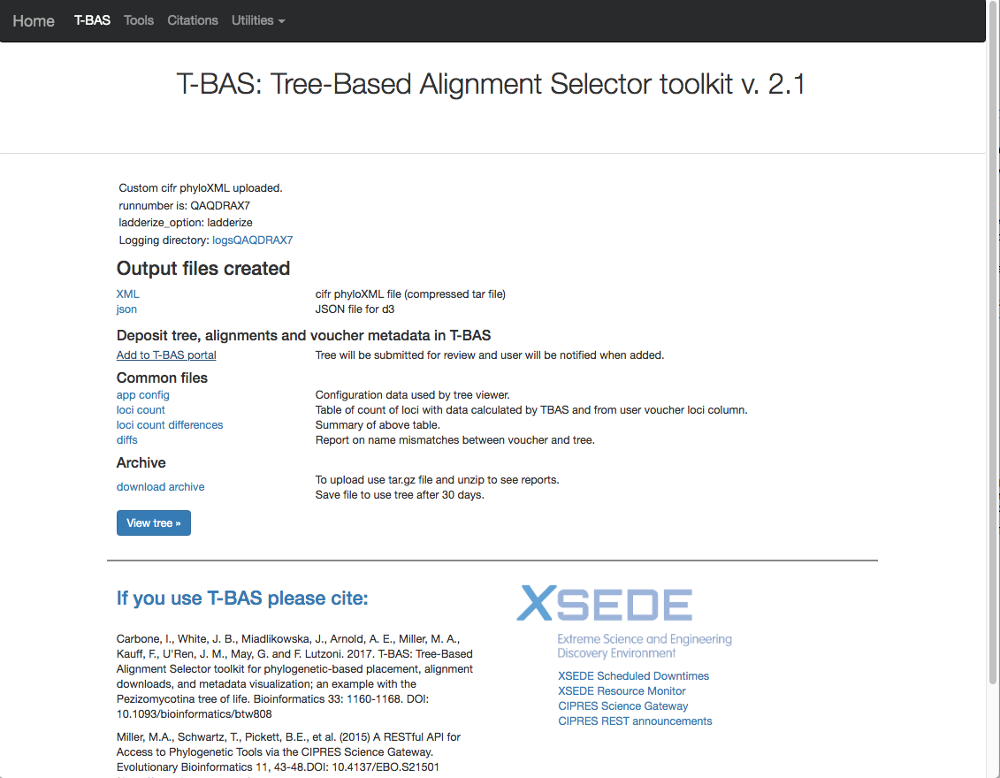 Home T-BAS Tools Citations Utilities
T-BAS: Tree-Based Alignment Selector toolkit v. 2.1
Custom cifr phyloXML uploaded.
runnumber is: QAQDRAX7
ladderize_option: ladderize
Logging directory: logsQAQDRAX7
Output files created
XML cifr phyloXML file (compressed tar file)
json JSON file for d3
Deposit tree, alignments and voucher metadata in T-BAS
Add to T-BAS portal Tree will be submitted for review and user will be notified when added.
Common files
app config Configuration data used by tree viewer.
loci count Table of count of loci with data calculated by TBAS and from user voucher loci column.
loci count differences Summary of above table.
diffs Report on name mismatches between voucher and tree.
Archive
download archive To upload use tar.gz file and unzip to see reports.
Save file to use tree after 30 days.
View tree »
If you use T-BAS please cite:
Carbone, I., White, J. B., Miadlikowska, J., Arnold, A. E., Miller, M. A.,
Kauff, F., U'Ren, J. M., May, G. and F. Lutzoni. 2017. T-BAS: Tree-Based
Alignment Selector toolkit for phylogenetic-based placement, alignment
downloads, and metadata visualization; an example with the
Pezizomycotina tree of life. Bioinformatics 33: 1160-1168. DOI:
10.1093/bioinformatics/btw808
Miller, M.A., Schwartz, T., Pickett, B.E., et al. (2015) A RESTful API for
Access to Phylogenetic Tools via the CIPRES Science Gateway.
Evolutionary Bioinformatics 11, 43-48.DOI: 10.4137/EBO.S21501
XSEDE
Extreme Science and Engineering
Discovery Environment
XSEDE Scheduled Downtimes
XSEDE Resource Monitor
CIPRES Science Gateway
CIPRES REST announcements